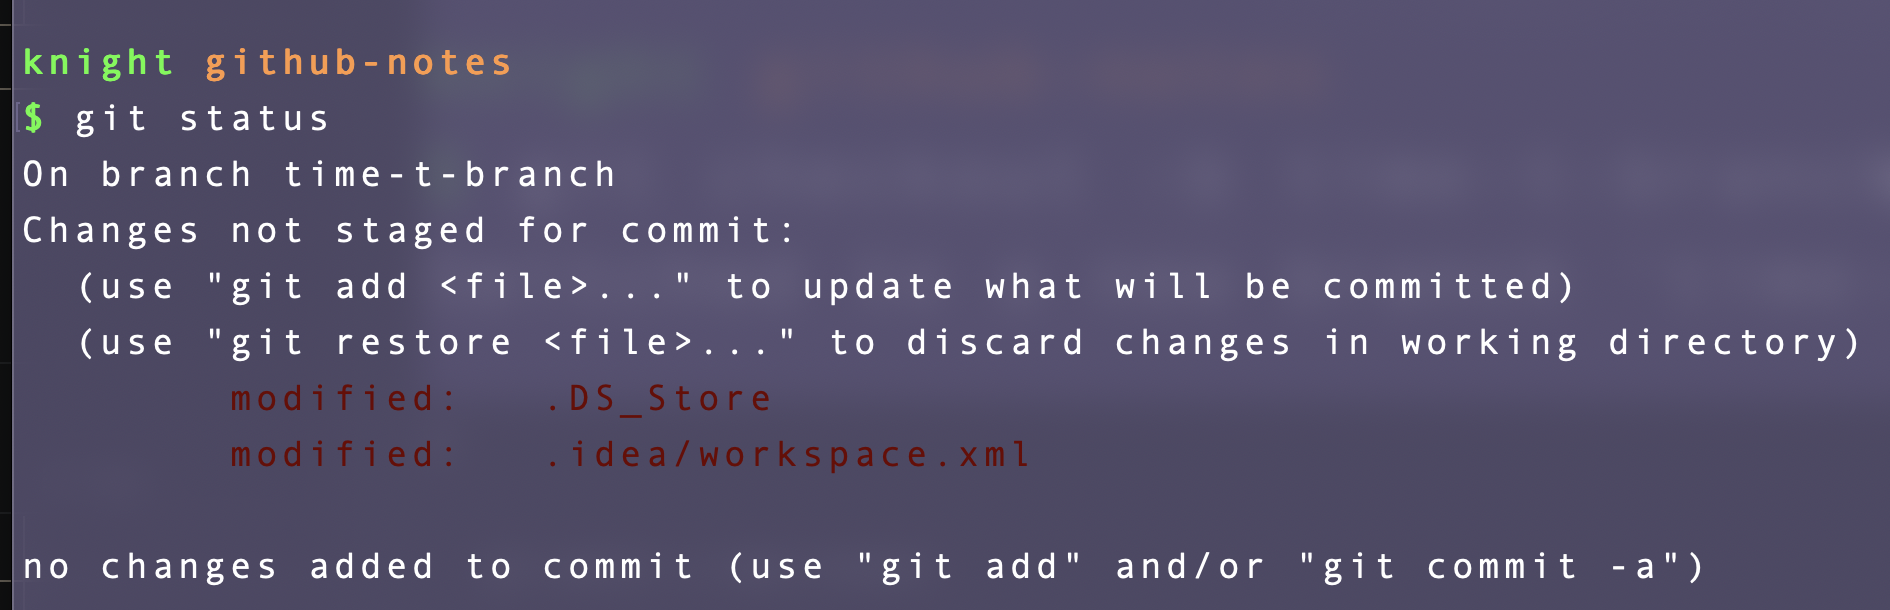 knight github-notes
$ git status
On branch time-t-branch
Changes not staged for commit:
  (use "git add <file>..." to update what will be committed)
  (use "git restore <file>..." to discard changes in working directory)
        modified:   .DS_Store
        modified:   .idea/workspace.xml

no changes added to commit (use "git add" and/or "git commit -a")